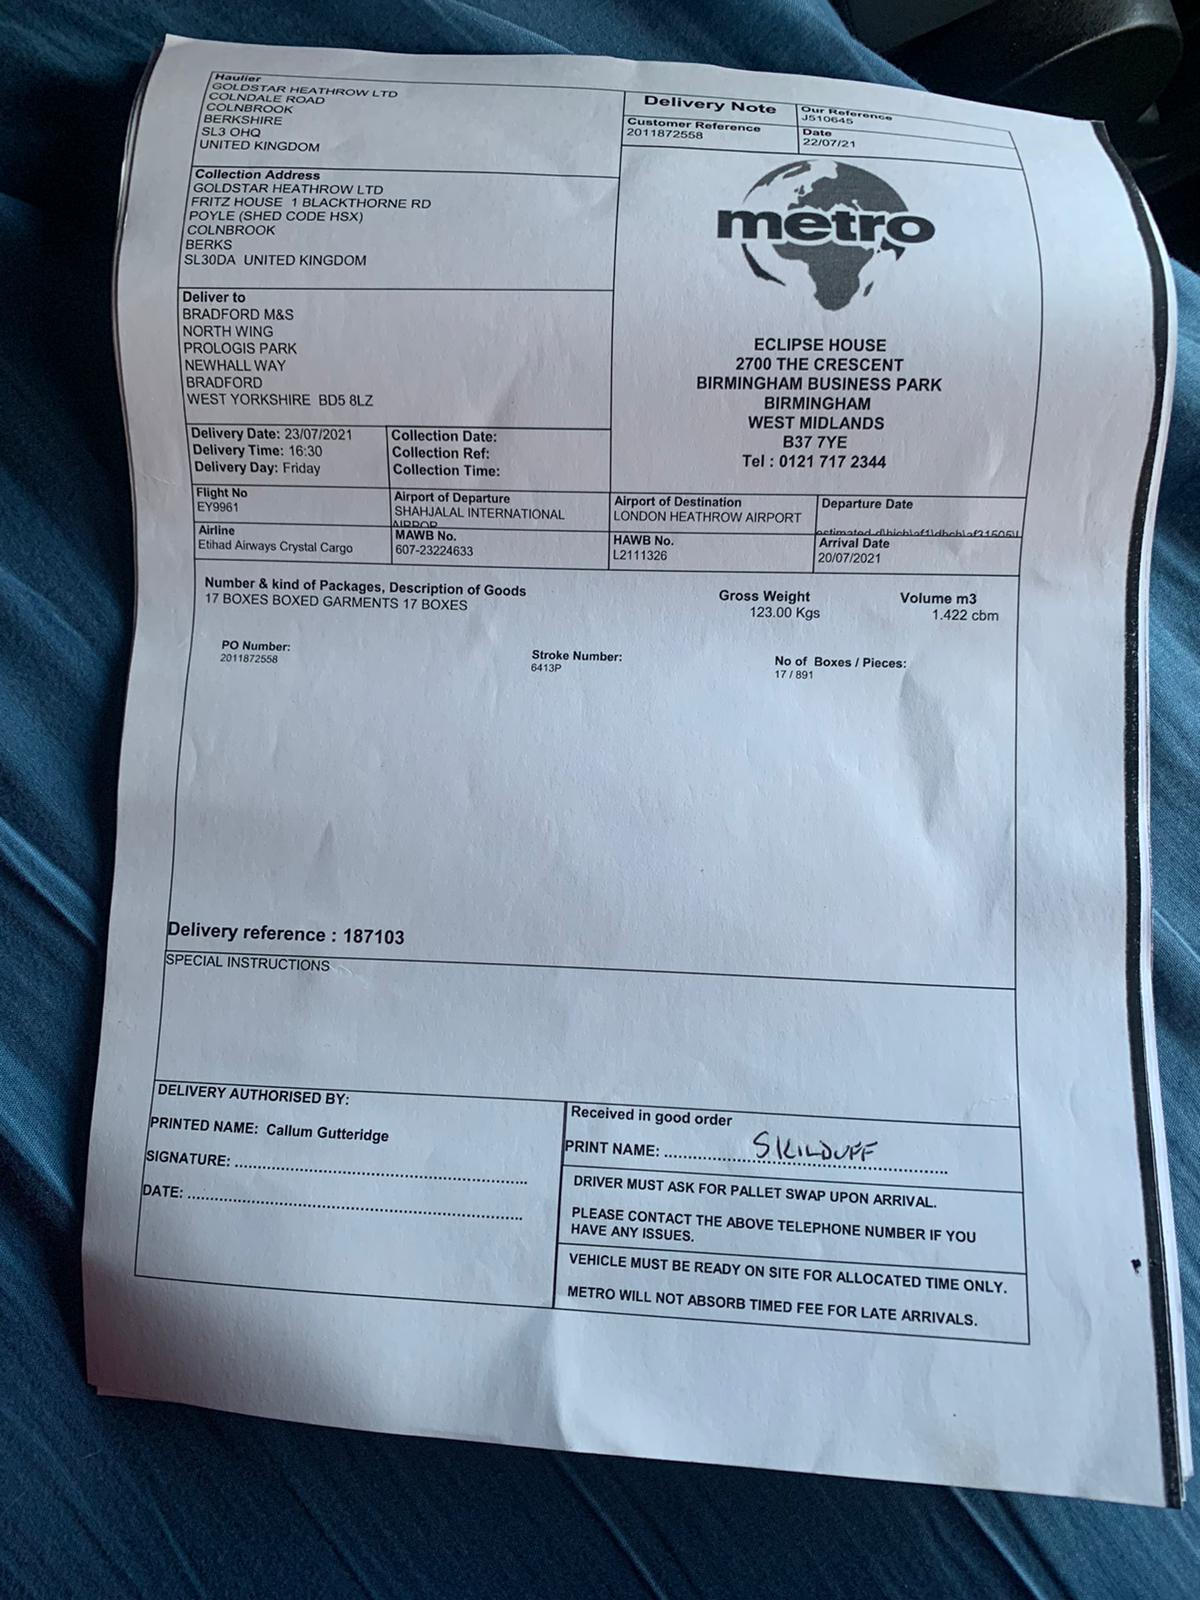 Haulier
GOLDSTAR HEATHROW LTD
COLNDALE ROAD
COLNBROOK
BERKSHIRE
SL3 OHQ
UNITED KINGDOM
Delivery Note
Our Reference
J510645
Customer Reference
2011872558
Date
22/07/21
Collection Address
GOLDSTAR HEATHROW LTD
FRITZ HOUSE 1 BLACKTHORNE RD
POYLE (SHED CODE HSX)
COLNBROOK
BERKS
SL30DA UNITED KINGDOM
metro
ECLIPSE HOUSE
2700 THE CRESCENT
BIRMINGHAM BUSINESS PARK
BIRMINGHAM
WEST MIDLANDS
B37 7YE
Tel : 0121 717 2344
Deliver to
BRADFORD M&S
NORTH WING
PROLOGIS PARK
NEWHALL WAY
BRADFORD
WEST YORKSHIRE BD5 8LZ
Delivery Date: 23/07/2021
Delivery Time: 16:30
Delivery Day: Friday
Collection Date:
Collection Ref:
Collection Time:
Flight No
EY9961
Airport of Departure
SHAHJALAL INTERNATIONAL
Airport of Destination
LONDON HEATHROW AIRPORT
Departure Date
Airline
Etihad Airways Crystal Cargo
MAWB No.
607-23224633
HAWB No.
L2111326
Arrival Date
20/07/2021
Number & kind of Packages, Description of Goods
17 BOXES BOXED GARMENTS 17 BOXES
Gross Weight
123.00 Kgs
Volume m3
1.422 cbm
PO Number:
2011872558
Stroke Number:
6413P
No of Boxes / Pieces:
17 / 891
Delivery reference : 187103
SPECIAL INSTRUCTIONS
DELIVERY AUTHORISED BY:
PRINTED NAME: Callum Gutteridge
SIGNATURE:
DATE:
Received in good order
PRINT NAME: SKILDUFF
DRIVER MUST ASK FOR PALLET SWAP UPON ARRIVAL.
PLEASE CONTACT THE ABOVE TELEPHONE NUMBER IF YOU
HAVE ANY ISSUES.
VEHICLE MUST BE READY ON SITE FOR ALLOCATED TIME ONLY.
METRO WILL NOT ABSORB TIMED FEE FOR LATE ARRIVALS.